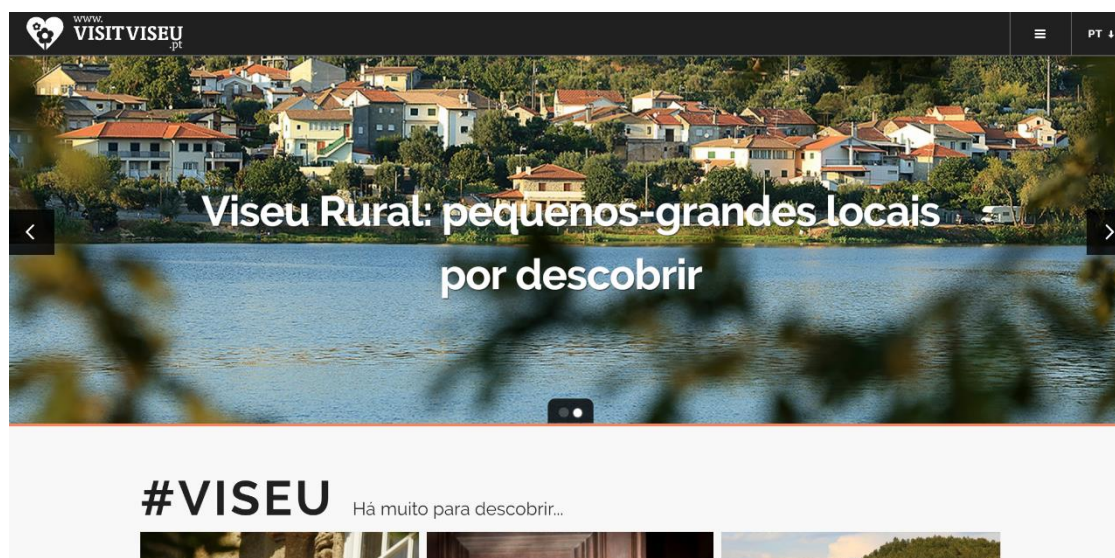 www.
VISITVISEU
.pt
PT
Viseu Rural: pequenos-grandes locais
por descobrir
#VISEU Há muito para descobrir...